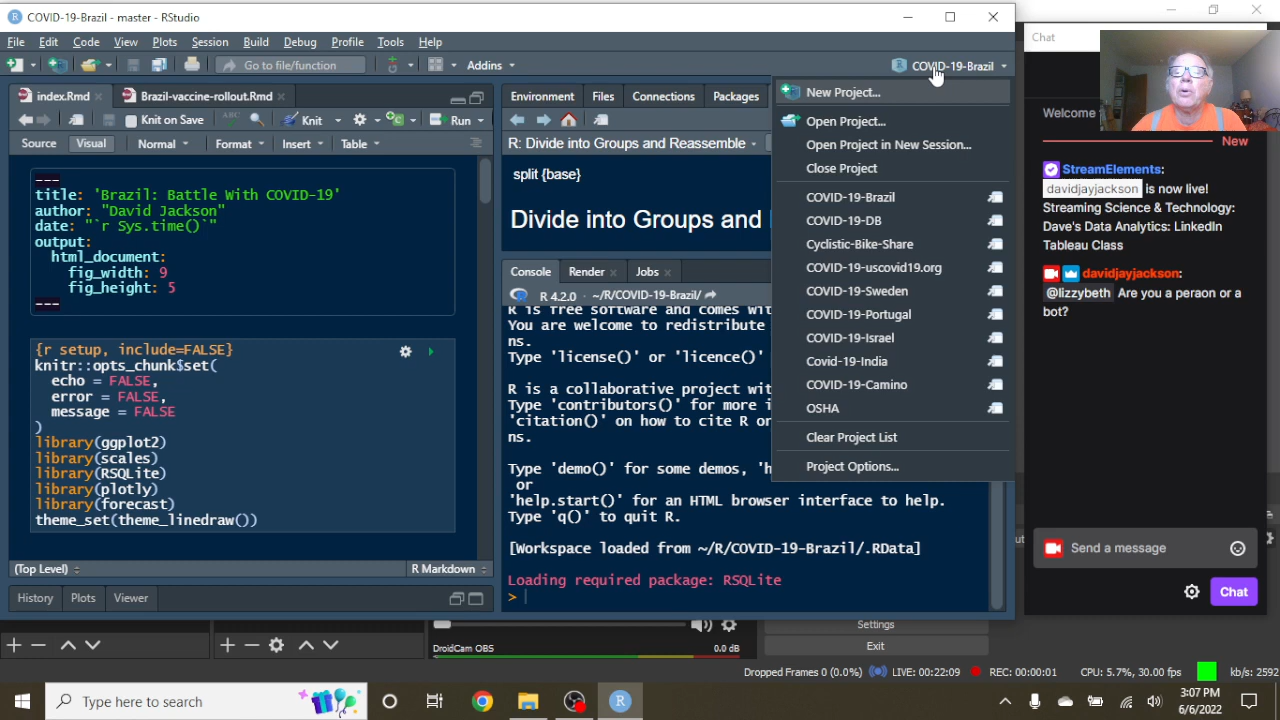 COVID-19-Brazil - master - RStudio
File Edit Code View Plots Session Build Debug Profile Tools Help
Go to file/function
Addins
COVID-19-Brazil
index.Rmd
Brazil-vaccine-rollout.Rmd
Knit on Save
ABC
Knit
Run
Source Visual Normal Format Insert Table
---
title: 'Brazil: Battle With COVID-19'
author: "David Jackson"
date: "`r Sys.time()`"
output:
html_document:
fig_width: 9
fig_height: 5
---
{r setup, include=FALSE}
knitr::opts_chunk$set(
echo = FALSE,
error = FALSE,
message = FALSE
)
library(ggplot2)
library(scales)
library(RSQLite)
library(plotly)
library(forecast)
theme_set(theme_linedraw())
(Top Level)
R Markdown
History Plots Viewer
Environment Files Connections Packages
R: Divide into Groups and Reassemble
split {base}
Divide into Groups and
Console Render Jobs
R 4.2.0 · ~/R/COVID-19-Brazil/
R is free software and comes wit
You are welcome to redistribute
ns.
Type 'license()' or 'licence()'
R is a collaborative project wit
Type 'contributors()' for more i
'citation()' on how to cite R or
ns.
Type 'demo()' for some demos, 'h
or
'help.start()' for an HTML browser interface to help.
Type 'q()' to quit R.
[Workspace loaded from ~/R/COVID-19-Brazil/.RData]
Loading required package: RSQLite
>
New Project...
Open Project...
Open Project in New Session...
Close Project
COVID-19-Brazil
COVID-19-DB
Cyclistic-Bike-Share
COVID-19-uscovid19.org
COVID-19-Sweden
COVID-19-Portugal
COVID-19-Israel
Covid-19-India
COVID-19-Camino
OSHA
Clear Project List
Project Options...
Chat
Welcome
New
StreamElements:
davidjayjackson is now live!
Streaming Science & Technology:
Dave's Data Analytics: LinkedIn
Tableau Class
davidjayjackson:
@lizzybeth Are you a peraon or a
bot?
Send a message
Chat
DroidCam OBS
0.0 dB
Settings
Exit
Dropped Frames 0 (0.0%) LIVE: 00:22:09 REC: 00:00:01 CPU: 5.7%, 30.00 fps kb/s: 2592
Type here to search
3:07 PM
6/6/2022